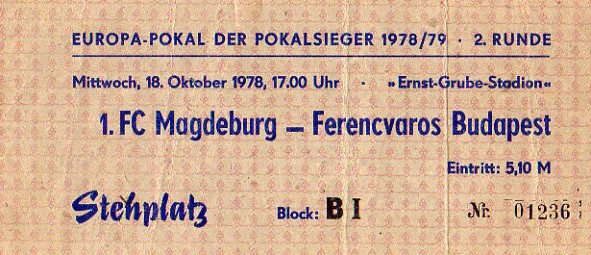 EUROPA-POKAL DER POKALSIEGER 1978/79 · 2. RUNDE
Mittwoch, 18. Oktober 1978, 17.00 Uhr · »Ernst-Grube-Stadion«
1. FC Magdeburg – Ferencvaros Budapest
Eintritt: 5,10 M
Stehplatz Block: B I Nr. 01236